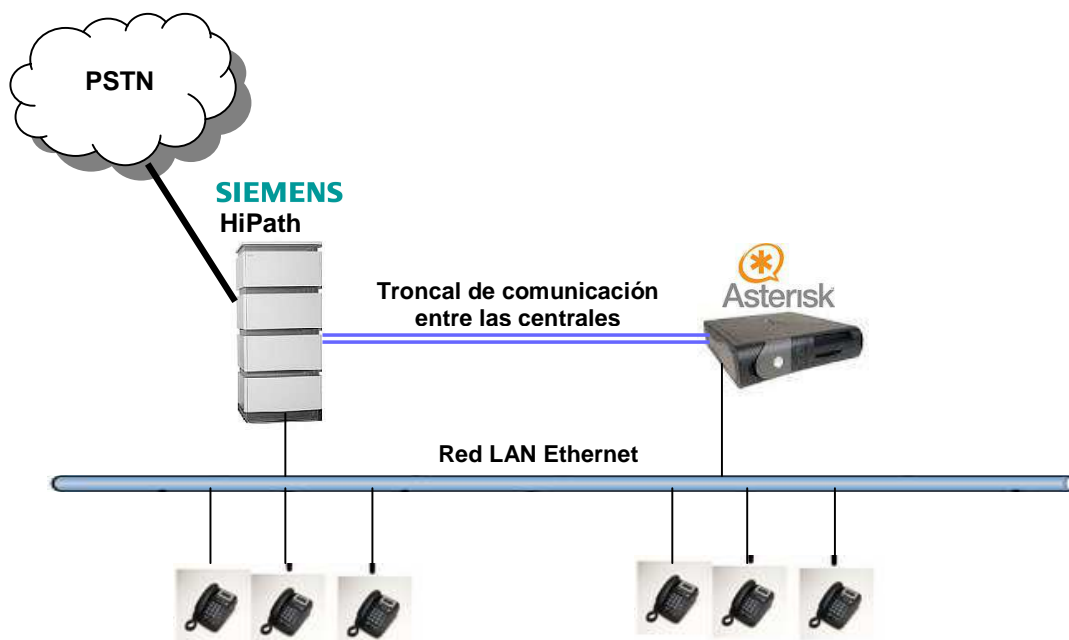 PSTN
SIEMENS
HiPath
Troncal de comunicación
entre las centrales
Asterisk
Red LAN Ethernet